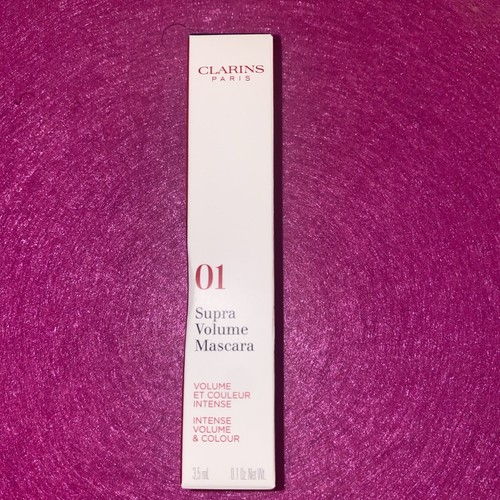 CLARINS
PARIS
01
Supra
Volume
Mascara
VOLUME
ET COULEUR
INTENSE
INTENSE
VOLUME
& COLOUR
3,5 ml 0.1 Oz. Net Wt.